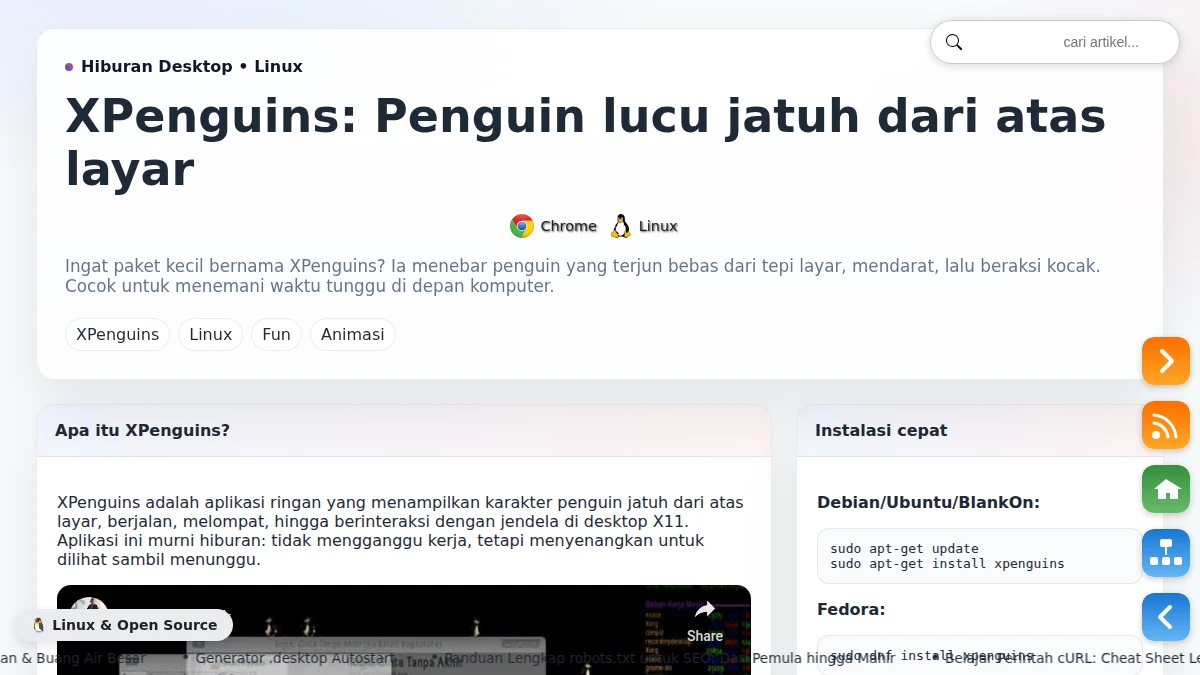 cari artikel...
Hiburan Desktop • Linux
XPenguins: Penguin lucu jatuh dari atas
layar
Chrome Linux
Ingat paket kecil bernama XPenguins? Ia menebar penguin yang terjun bebas dari tepi layar, mendarat, lalu beraksi kocak.
Cocok untuk menemani waktu tunggu di depan komputer.
XPenguins Linux Fun Animasi
Apa itu XPenguins?
XPenguins adalah aplikasi ringan yang menampilkan karakter penguin jatuh dari atas
layar, berjalan, melompat, hingga berinteraksi dengan jendela di desktop X11.
Aplikasi ini murni hiburan: tidak mengganggu kerja, tetapi menyenangkan untuk
dilihat sambil menunggu.
Share
Linux & Open Source
Instalasi cepat
Debian/Ubuntu/BlankOn:
sudo apt-get update
sudo apt-get install xpenguins
Fedora:
sudo dnf install xpenguins
an & Buang Air Besar • Generator .desktop Autostart • Panduan Lengkap robots.txt untuk SEO: Dari Pemula hingga Mahir • Belajar Perintah cURL: Cheat Sheet Le